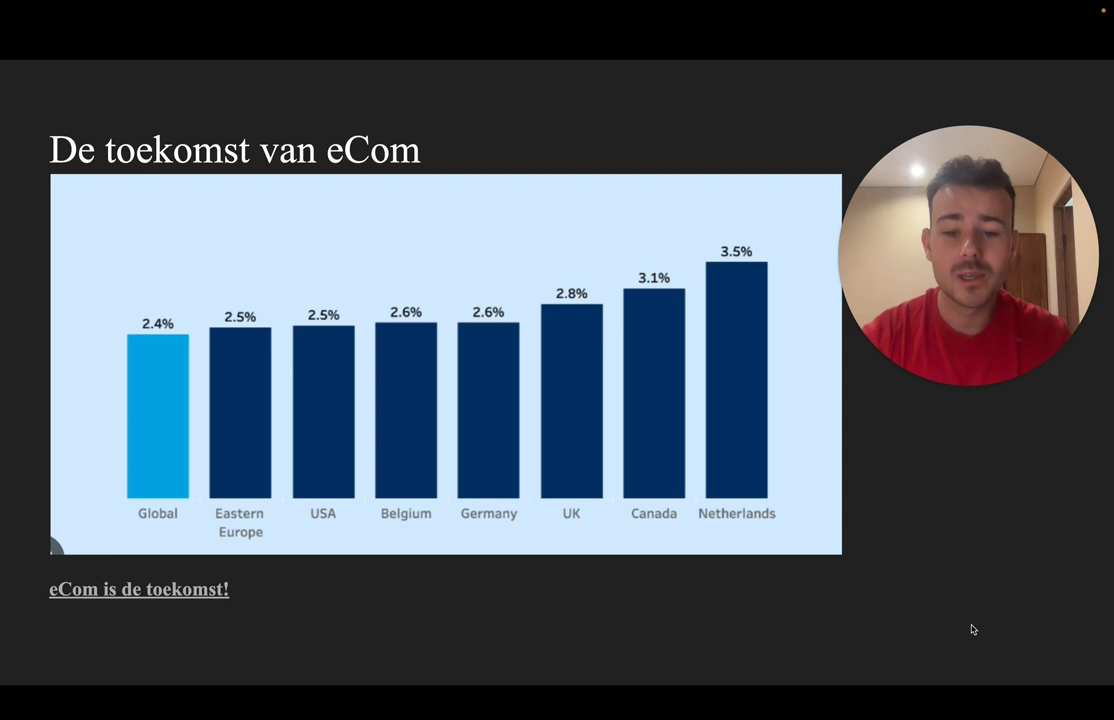 De toekomst van eCom
2.4%
2.5%
2.5%
2.6%
2.6%
2.8%
3.1%
3.5%
Global
Eastern
Europe
USA
Belgium
Germany
UK
Canada
Netherlands
eCom is de toekomst!